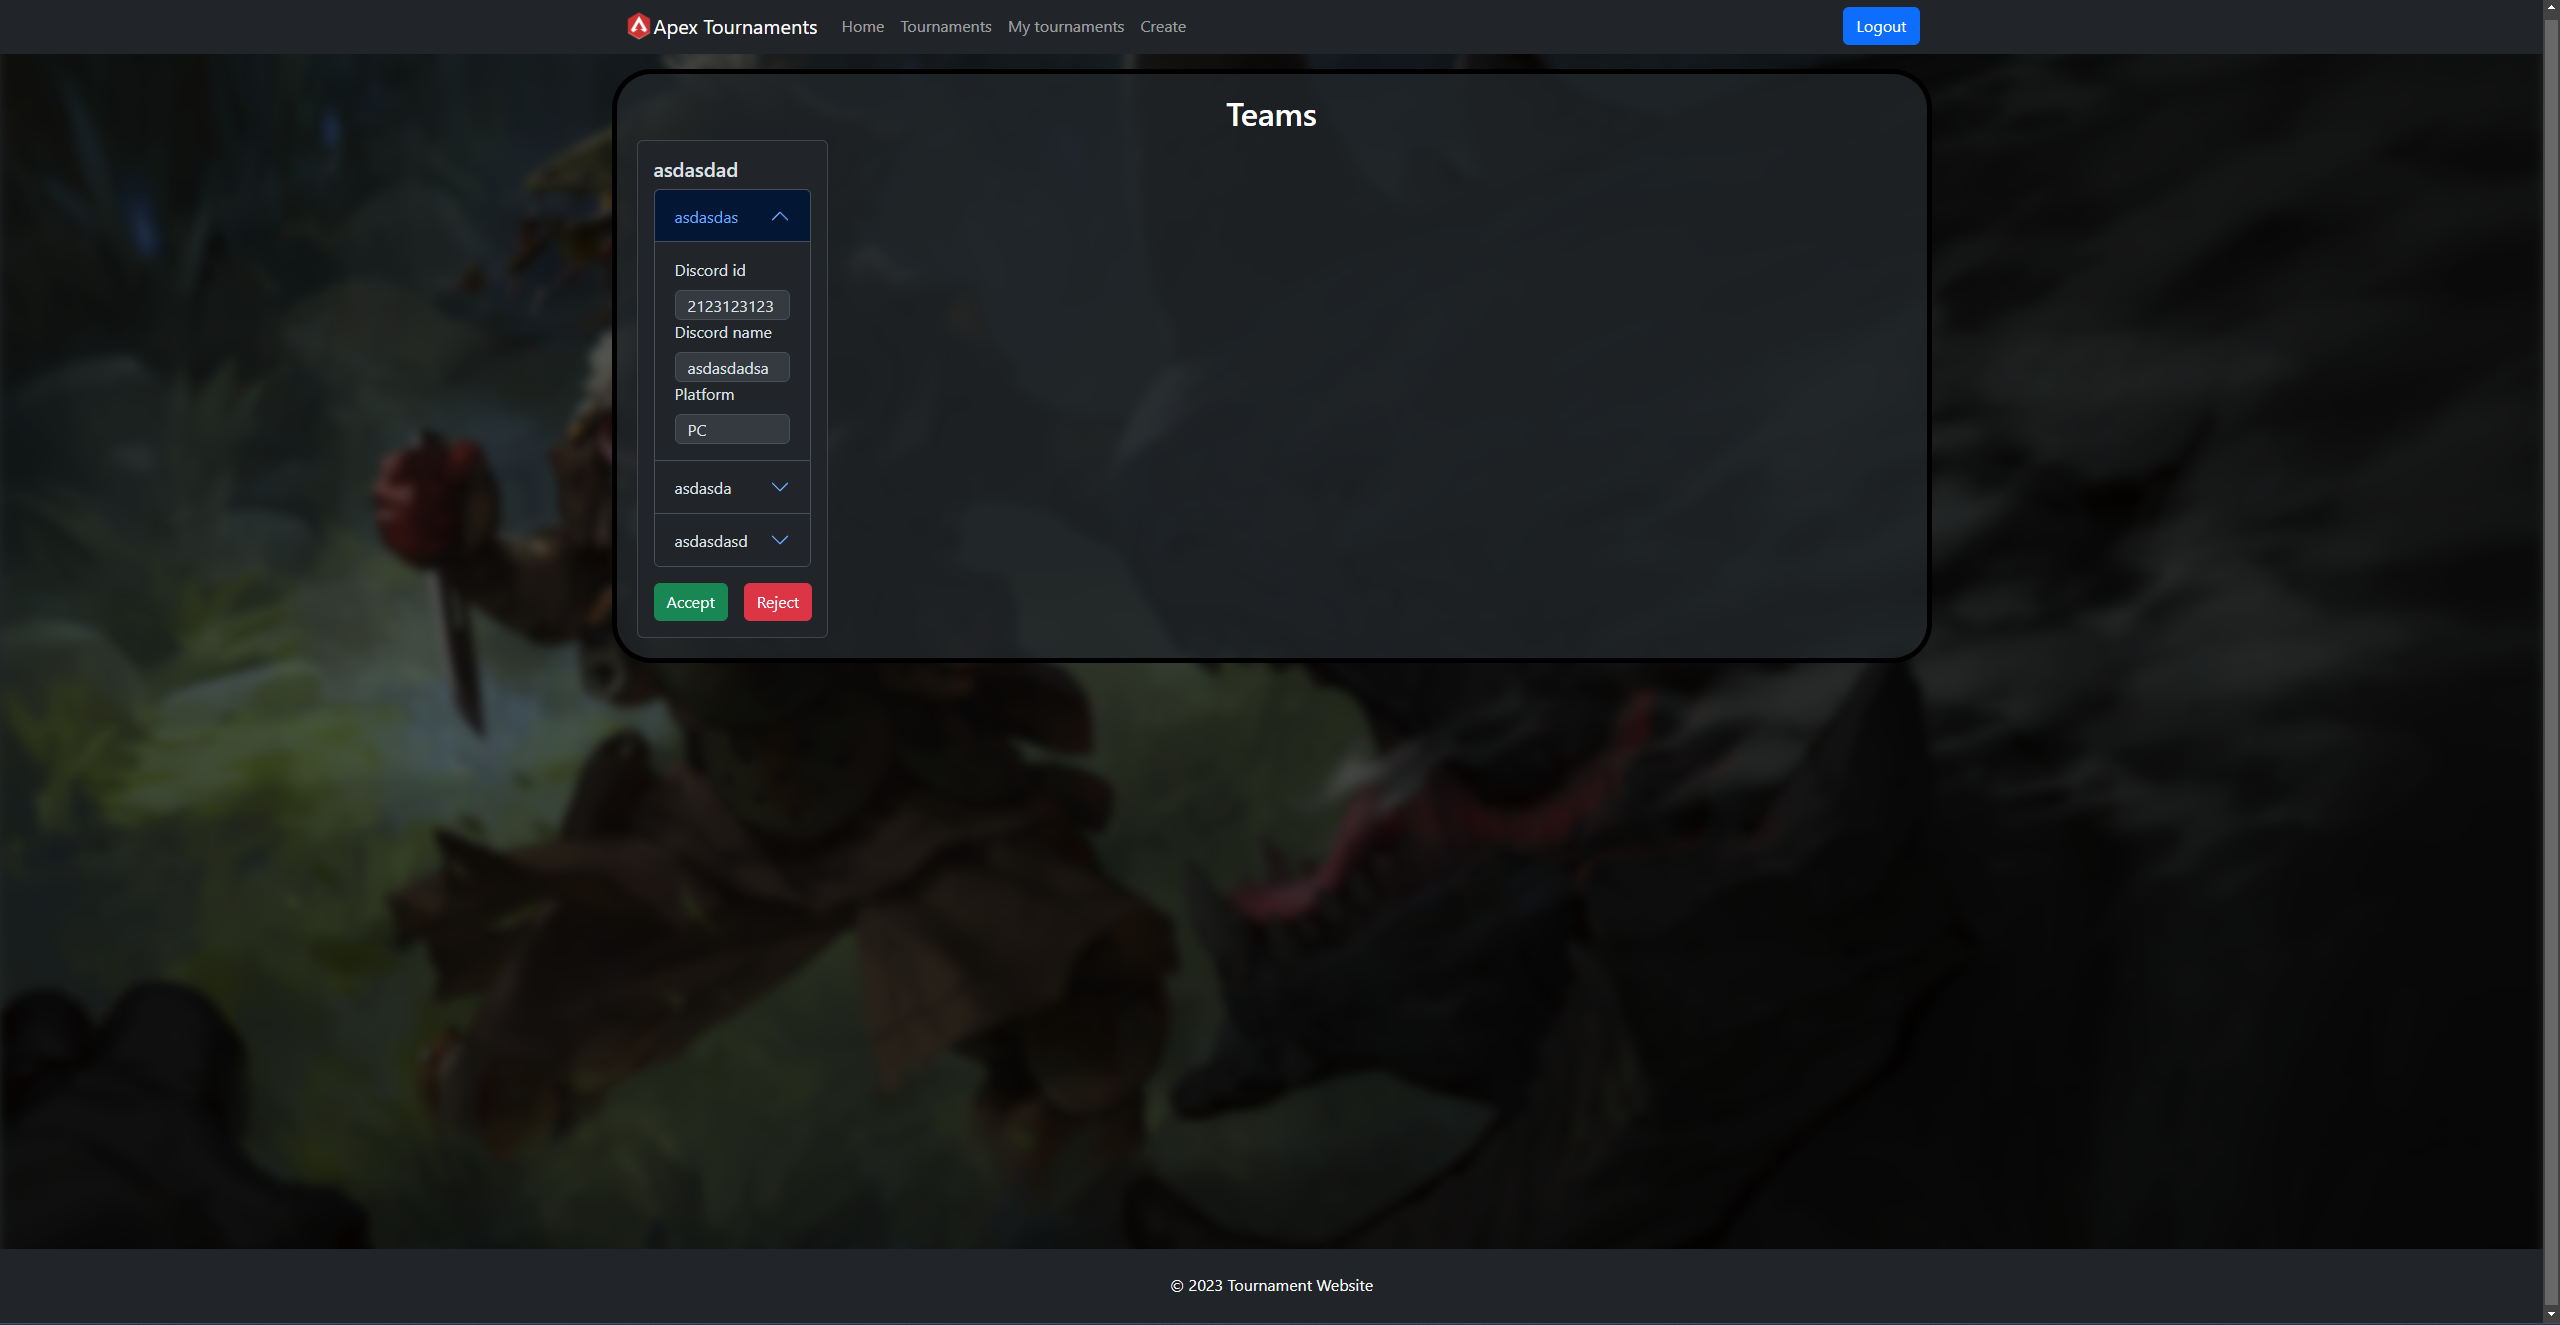 Apex Tournaments Home Tournaments My tournaments Create Logout
Teams
asdasdad
asdasdas
Discord id
2123123123
Discord name
asdasdadsa
Platform
PC
asdasda
asdasdasd
Accept Reject
© 2023 Tournament Website